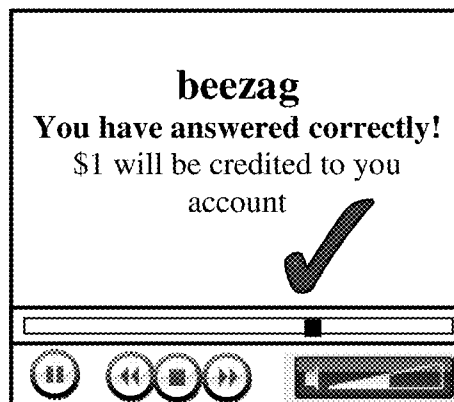 beezag
You have answered correctly!
$1 will be credited to you
account